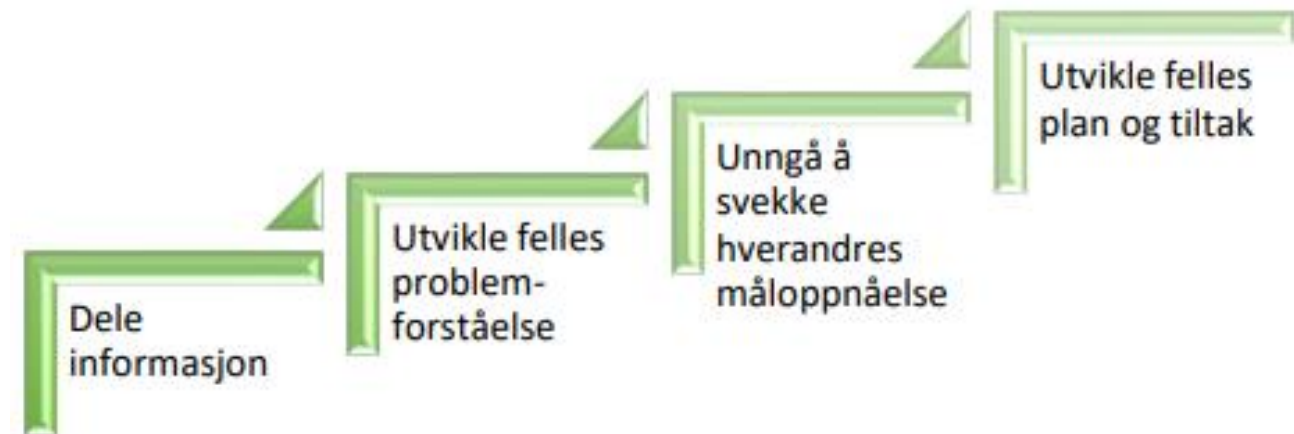 Dele
informasjon
Utvikle felles
problem-
forståelse
Unngå å
svekke
hverandres
måloppnåelse
Utvikle felles
plan og tiltak